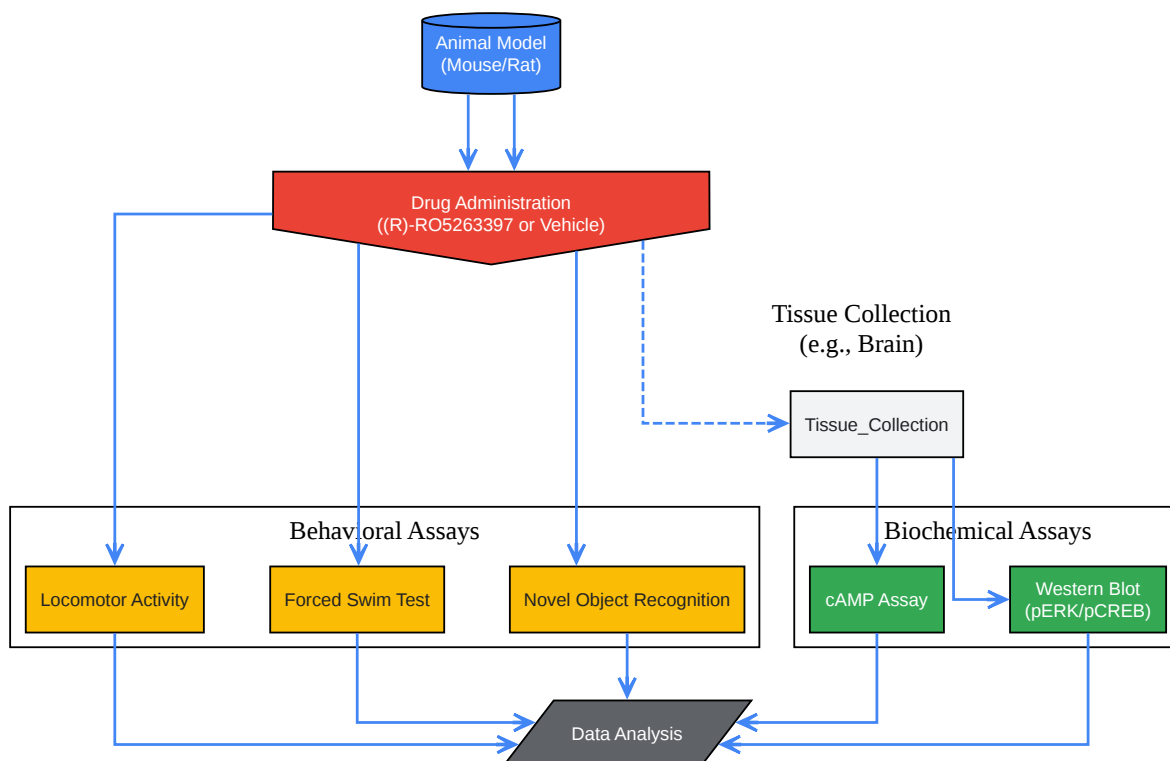 Animal Model
(Mouse/Rat)
Drug Administration
((R)-RO5263397 or Vehicle)
Tissue Collection
(e.g., Brain)
Tissue_Collection
Behavioral Assays
Biochemical Assays
Locomotor Activity
Forced Swim Test
Novel Object Recognition
cAMP Assay
Western Blot
(pERK/pCREB)
Data Analysis